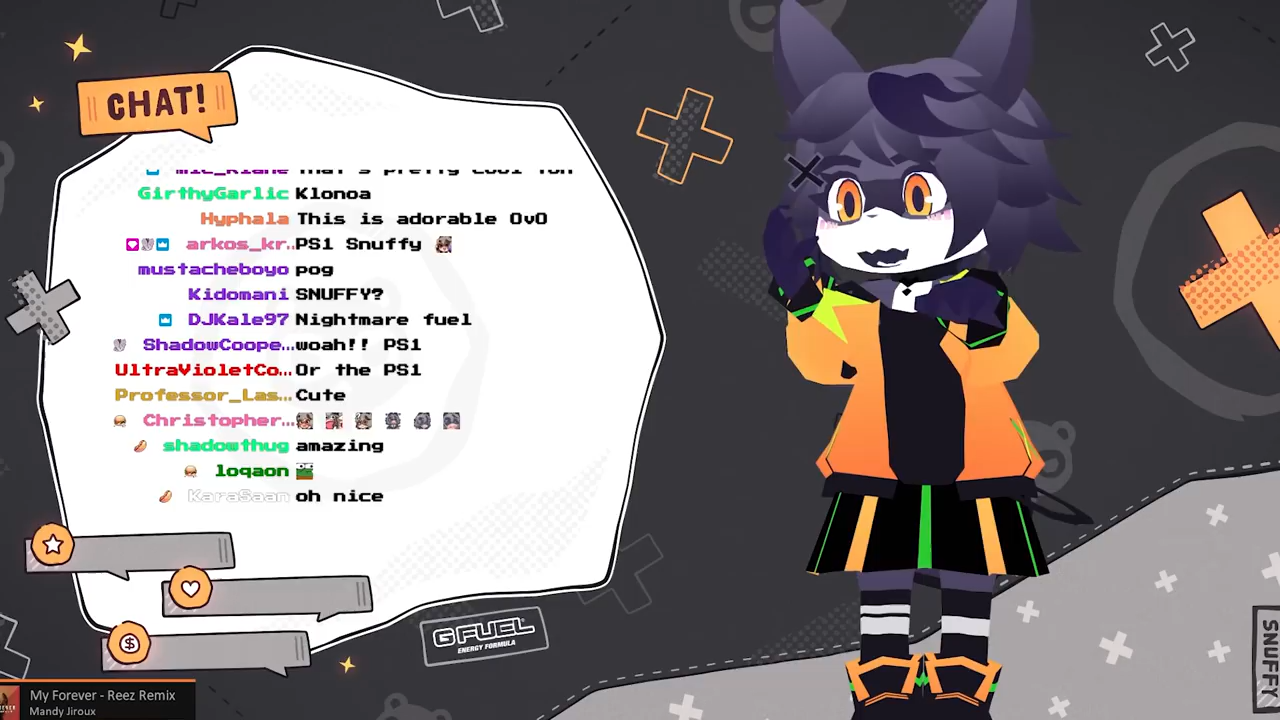 CHAT!
GirthyGarlic Klonoa
Hyphala This is adorable OvO
arkos_kr.. PS1 Snuffy
mustacheboyo pog
Kidomani SNUFFY?
DJKale97 Nightmare fuel
ShadowCoope... woah!! PS1
UltraVioletCo... Or the PS1
Professor_Las... Cute
Christopher...
shadowthug amazing
loqaon
KaraSaan oh nice
GFUEL
ENERGY FORMULA
SNUFFY
My Forever - Reez Remix
Mandy Jiroux